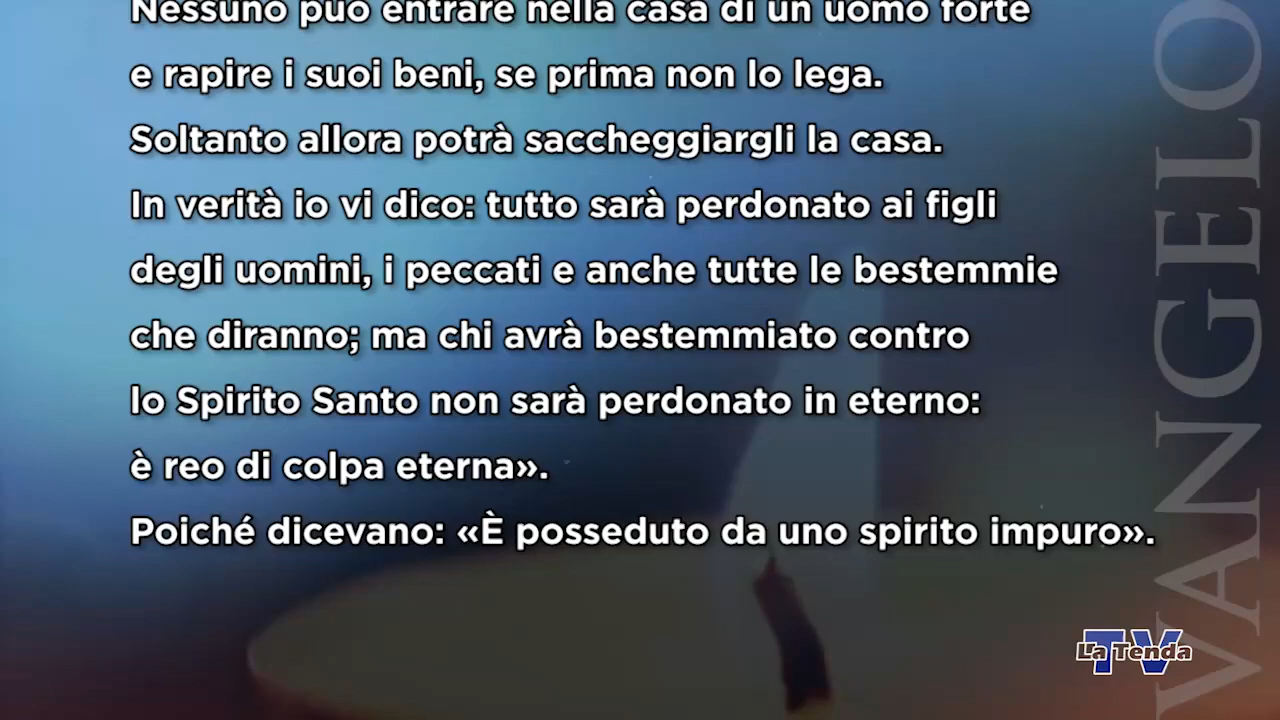 Nessuno può entrare nella casa di un uomo forte
e rapire i suoi beni, se prima non lo lega.
Soltanto allora potrà saccheggiargli la casa.
In verità io vi dico: tutto sarà perdonato ai figli
degli uomini, i peccati e anche tutte le bestemmie
che diranno; ma chi avrà bestemmiato contro
lo Spirito Santo non sarà perdonato in eterno:
è reo di colpa eterna».
Poiché dicevano: «È posseduto da uno spirito impuro».
VANGELO
TV
La Tenda